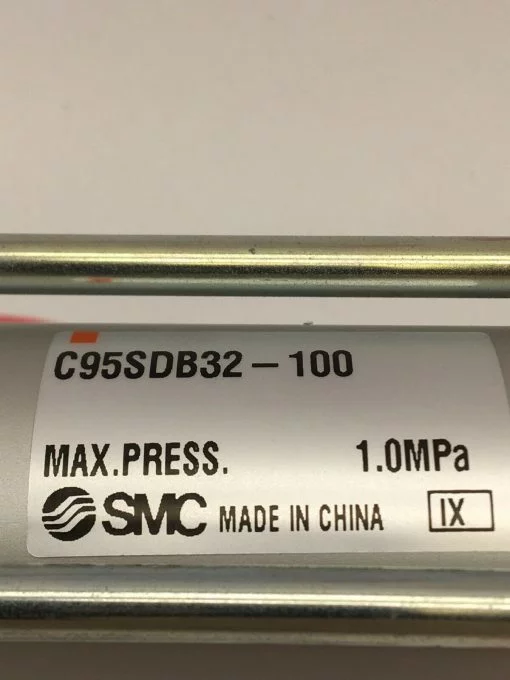 C95SDB32-100
MAX.PRESS. 1.0MPa
SMC MADE IN CHINA IX